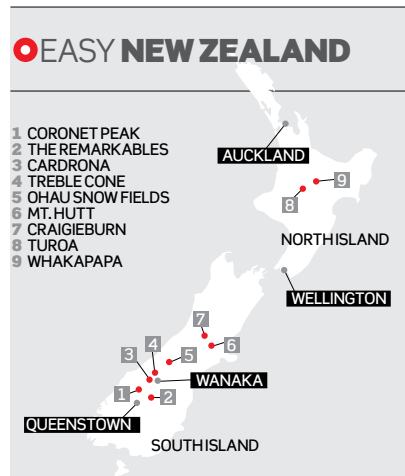 EASY NEW ZEALAND
1 CORONET PEAK
2 THE REMARKABLES
3 CARDRONA
4 TREBLE CONE
5 OHAU SNOW FIELDS
6 MT. HUTT
7 CRAIGIEBURN
8 TUROA
9 WHAKAPAPA
AUCKLAND
9
8
NORTH ISLAND
WELLINGTON
7
6
4
5
3
WANAKA
1
2
QUEENSTOWN
SOUTH ISLAND